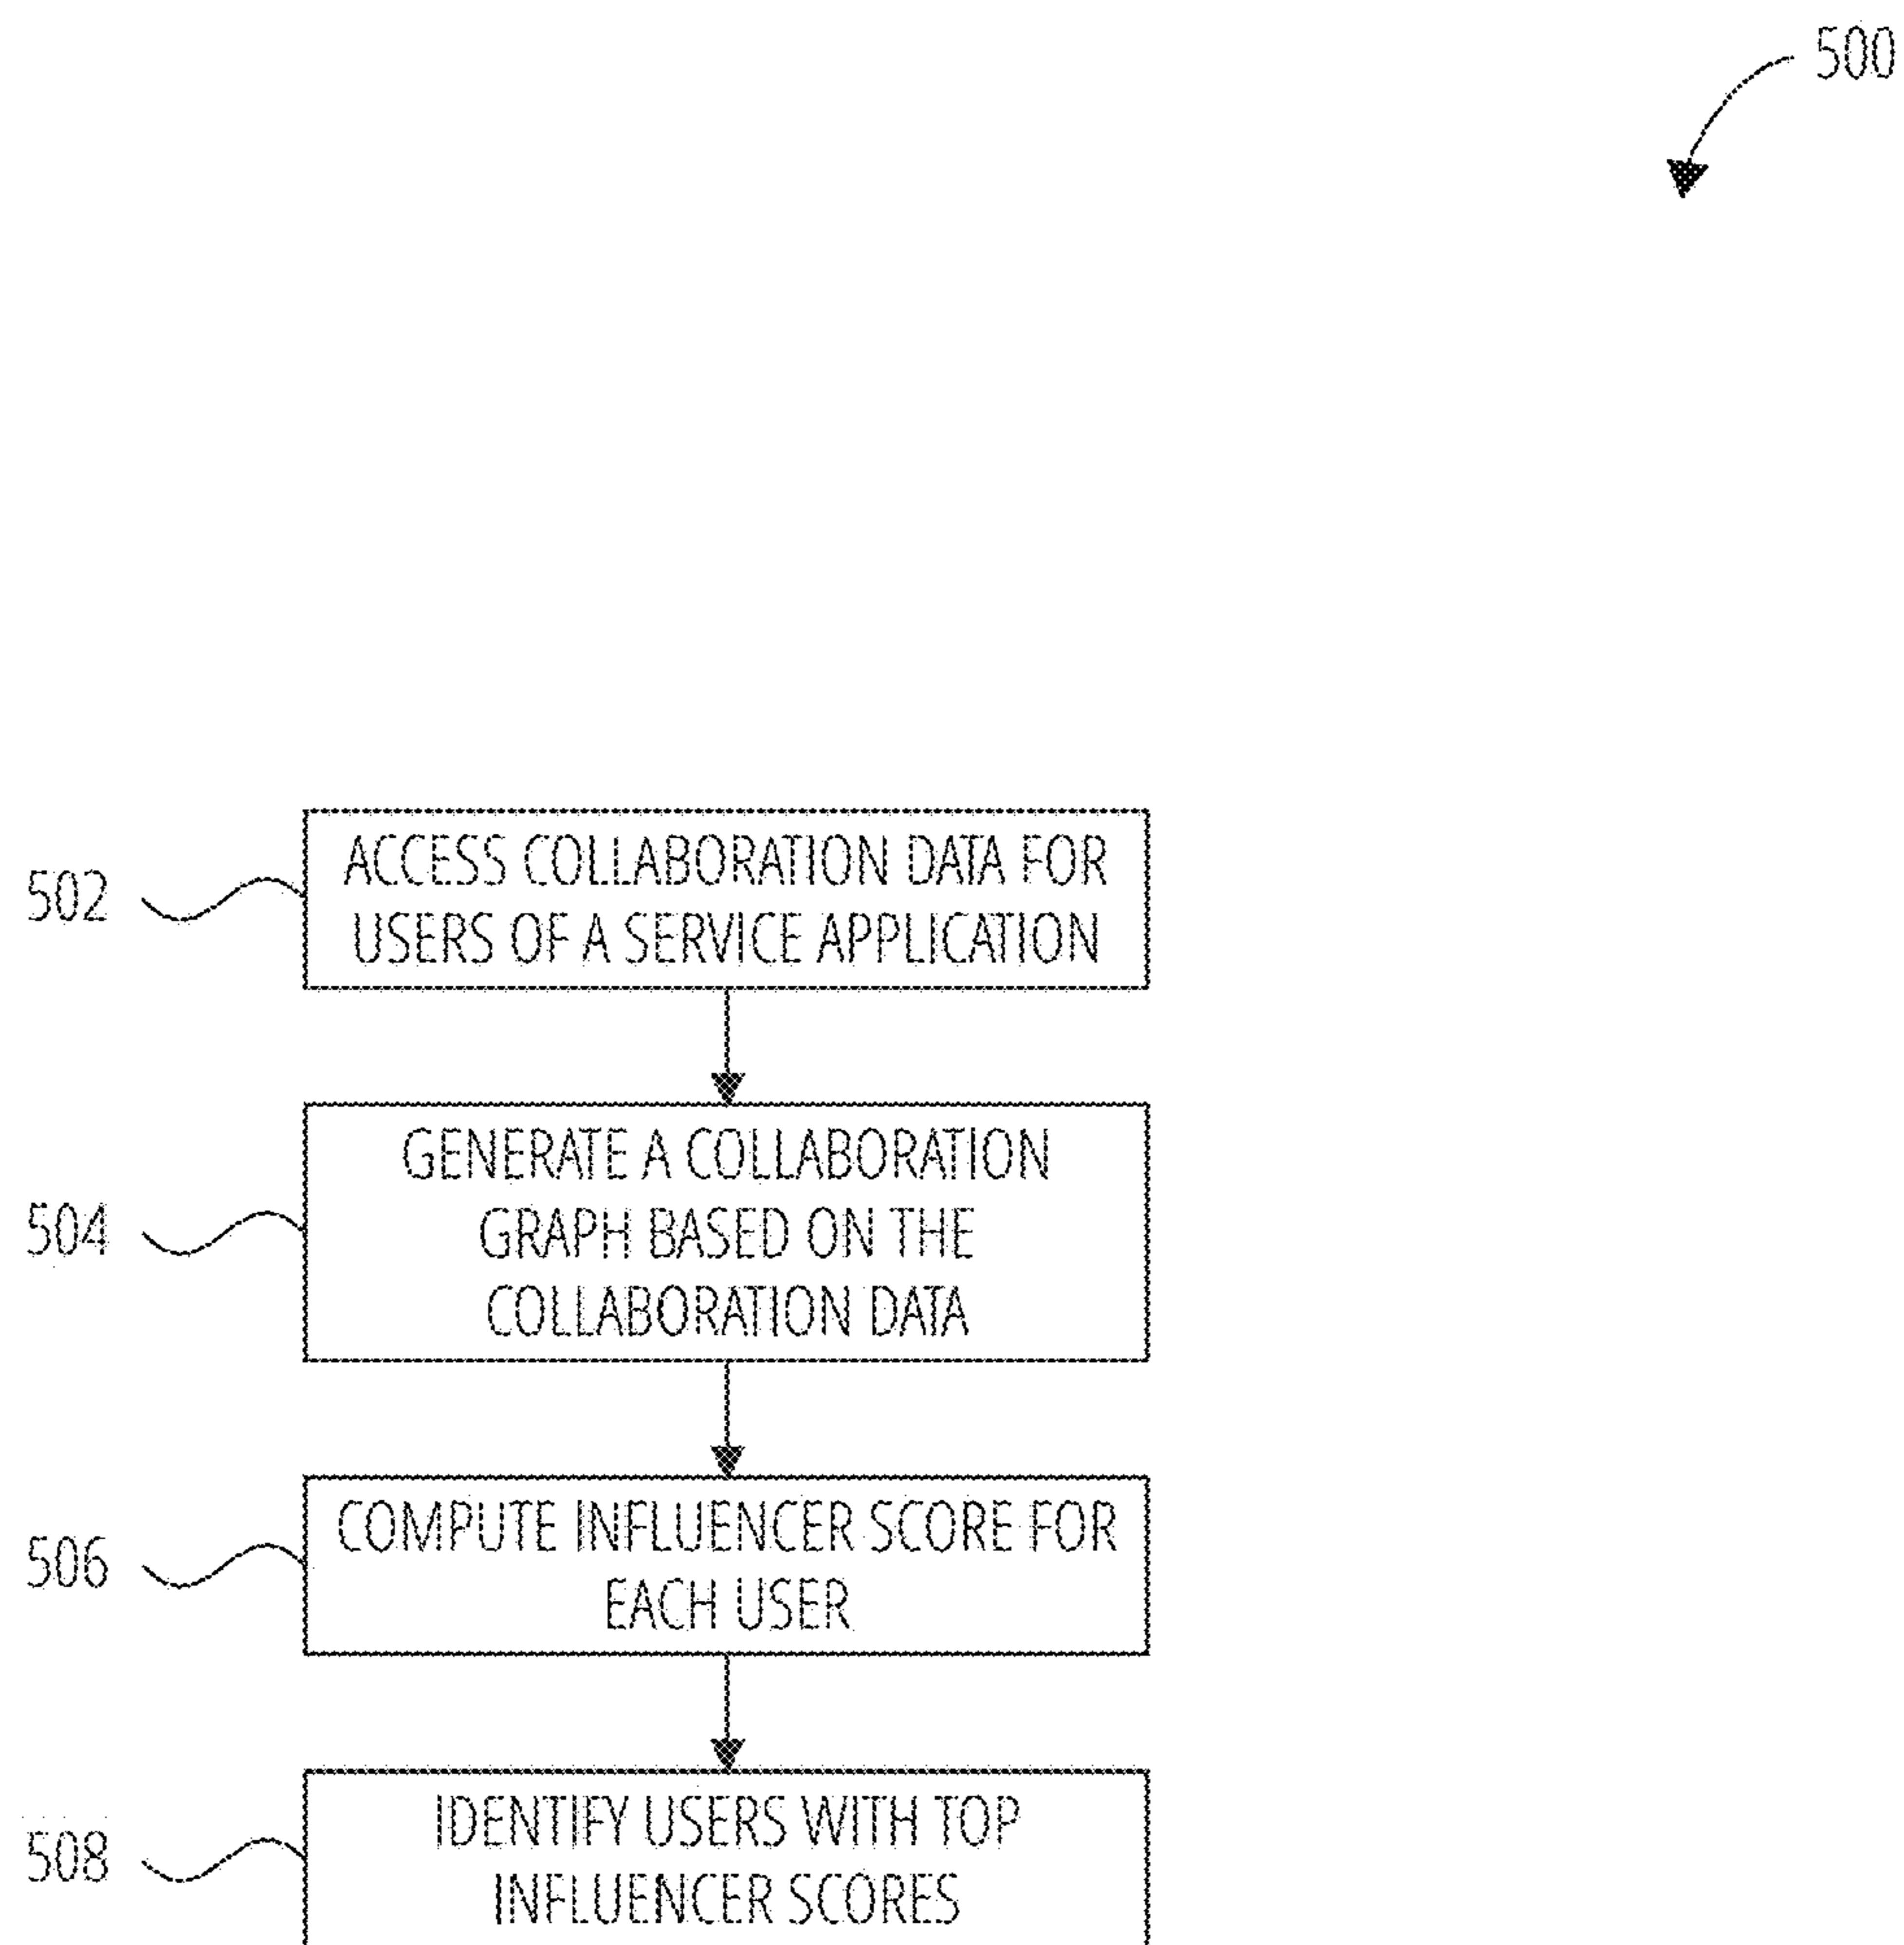 500
502
ACCESS COLLABORATION DATA FOR
USERS OF A SERVICE APPLICATION
504
GENERATE A COLLABORATION
GRAPH BASED ON THE
COLLABORATION DATA
506
COMPUTE INFLUENCER SCORE FOR
EACH USER
508
IDENTIFY USERS WITH TOP
INFLUENCER SCORES